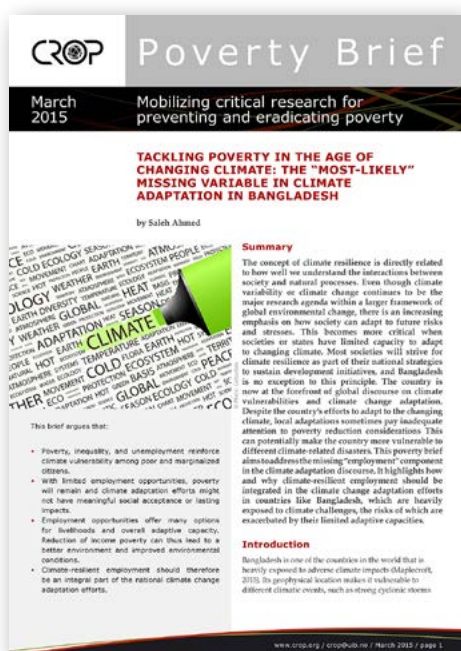 CROP
Poverty Brief
March
2015
Mobilizing critical research for
preventing and eradicating poverty
TACKLING POVERTY IN THE AGE OF
CHANGING CLIMATE: THE “MOST-LIKELY”
MISSING VARIABLE IN CLIMATE
ADAPTATION IN BANGLADESH
by Saleh Ahmed
CLIMATE
This brief argues that:
• Poverty, inequality, and unemployment reinforce
climate vulnerability among poor and marginalized
citizens.
• With limited employment opportunities, poverty
will remain and climate adaptation efforts might
not have meaningful social acceptance or lasting
impacts.
• Employment opportunities offer many options
for livelihoods and overall adaptive capacity.
Reduction of income poverty can thus lead to a
better environment and improved environmental
conditions.
• Climate-resilient employment should therefore
be an integral part of the national climate change
adaptation efforts.
Summary
The concept of climate resilience is directly related
to how well we understand the interactions between
society and natural processes. Even though climate
variability or climate change continues to be the
major research agenda within a larger framework of
global environmental change, there is an increasing
emphasis on how society can adapt to future risks
and stresses. This becomes more critical when
societies or states have limited capacity to adapt
to changing climate. Most societies will strive for
climate resilience as part of their national strategies
to sustain development initiatives, and Bangladesh
is no exception to this principle. The country is
now at the forefront of global discourse on climate
vulnerabilities and climate change adaptation.
Despite the country's efforts to adapt to the changing
climate, local adaptations sometimes pay inadequate
attention to poverty reduction considerations This
can potentially make the country more vulnerable to
different climate-related disasters. This poverty brief
aims to address the missing "employment" component
in the climate adaptation discourse. It highlights how
and why climate-resilient employment should be
integrated in the climate change adaptation efforts
in countries like Bangladesh, which are heavily
exposed to climate challenges, the risks of which are
exacerbated by their limited adaptive capacities.
Introduction
Bangladesh is one of the countries in the world that is
heavily exposed to adverse climate impacts (Maplecroft,
2013). Its geophysical location makes it vulnerable to
different climatic events, such as strong cyclonic storms
www.crop.org / crop@uib.no / March 2015 / page 1